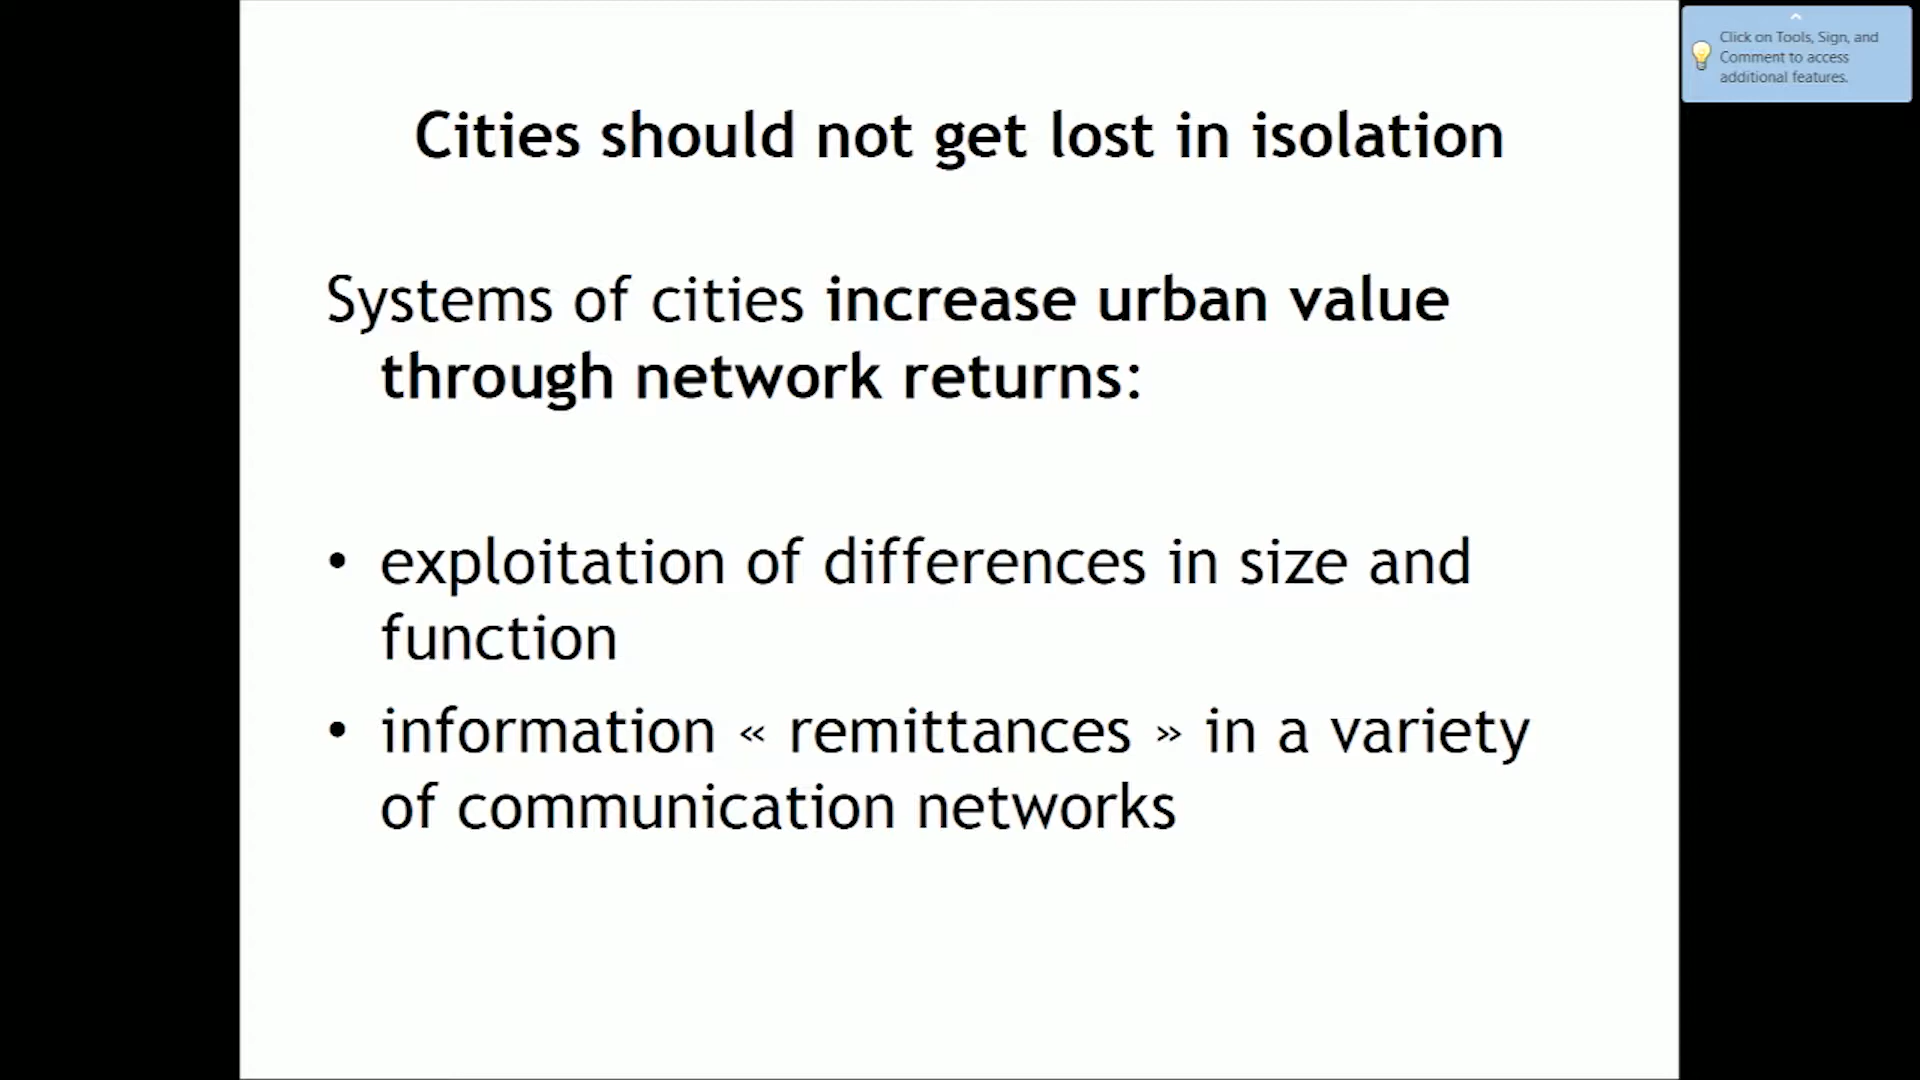 Cities should not get lost in isolation
Systems of cities increase urban value
through network returns:
• exploitation of differences in size and
function
• information « remittances » in a variety
of communication networks
Click on Tools, Sign, and
Comment to access
additional features.